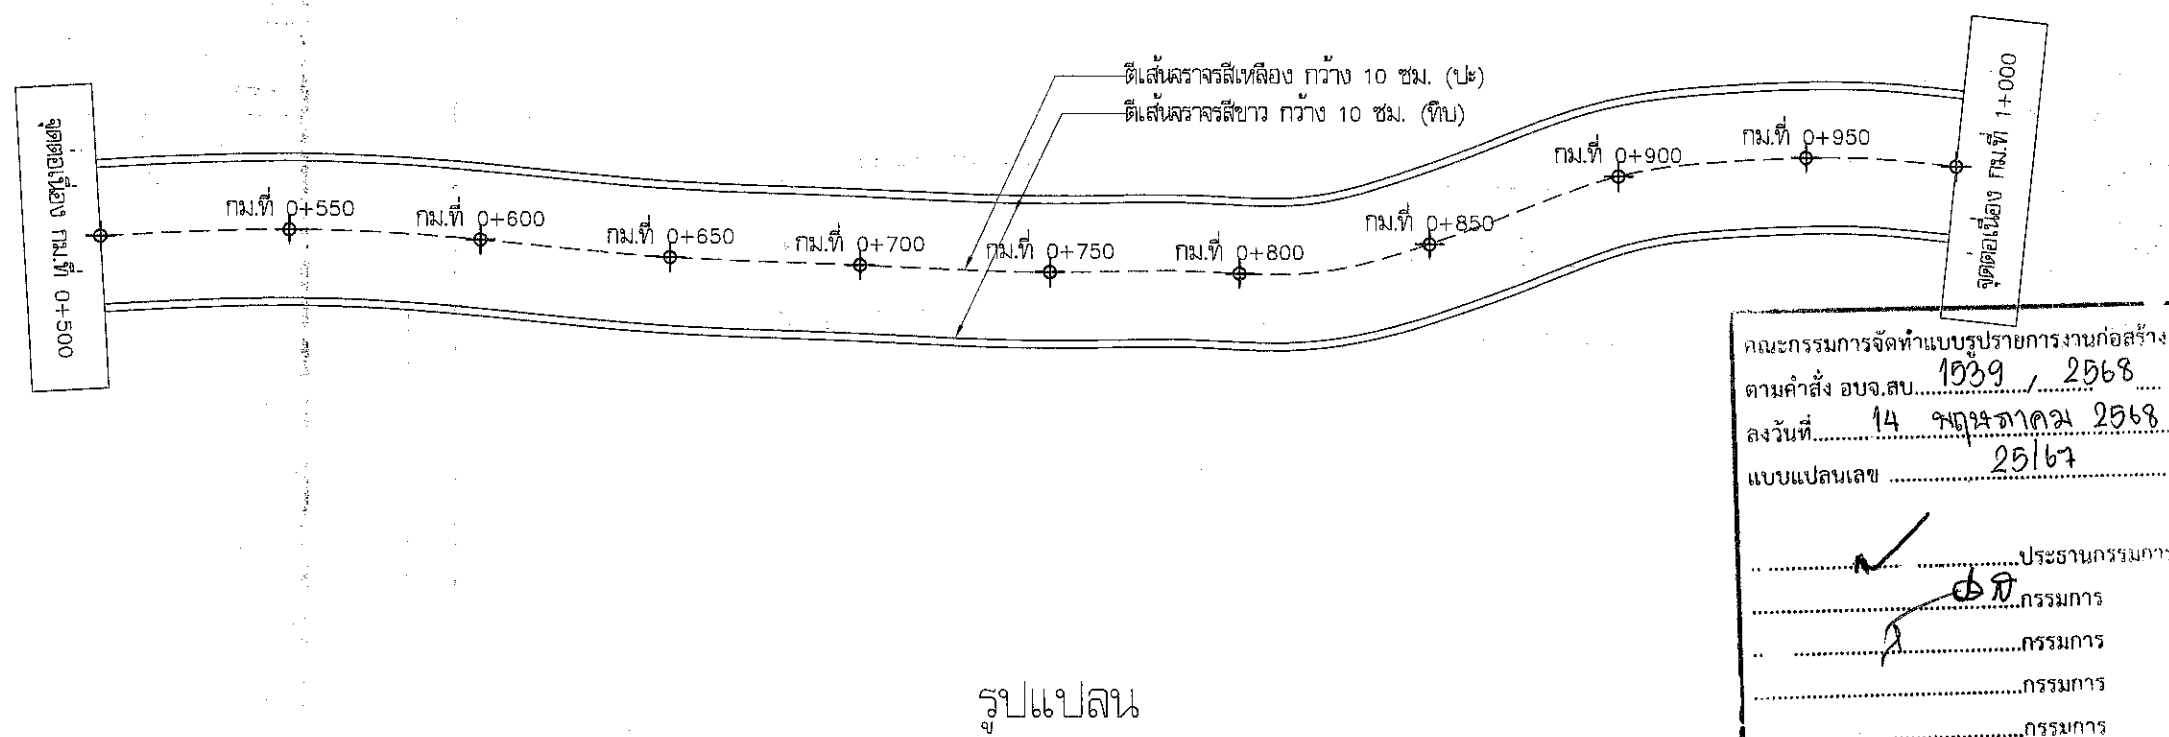 ตีเส้นจราจรสีเหลือง กว้าง 10 ซม. (ปะ)
ตีเส้นจราจรสีขาว กว้าง 10 ซม. (ทึบ)
จุดต่อเนื่อง กม.ที่ 0+500
กม.ที่ 0+550
กม.ที่ 0+600
กม.ที่ 0+650
กม.ที่ 0+700
กม.ที่ 0+750
กม.ที่ 0+800
กม.ที่ 0+850
กม.ที่ 0+900
กม.ที่ 0+950
จุดต่อเนื่อง กม.ที่ 1+000
คณะกรรมการจัดทำแบบรูปรายการงานก่อสร้าง
ตามคำสั่ง อบจ.สบ. 1539 / 2568
ลงวันที่ 14 พฤษภาคม 2568
แบบแปลนเลข 25/67
ประธานกรรมการ
กรรมการ
กรรมการ
กรรมการ
กรรมการ
รูปแปลน